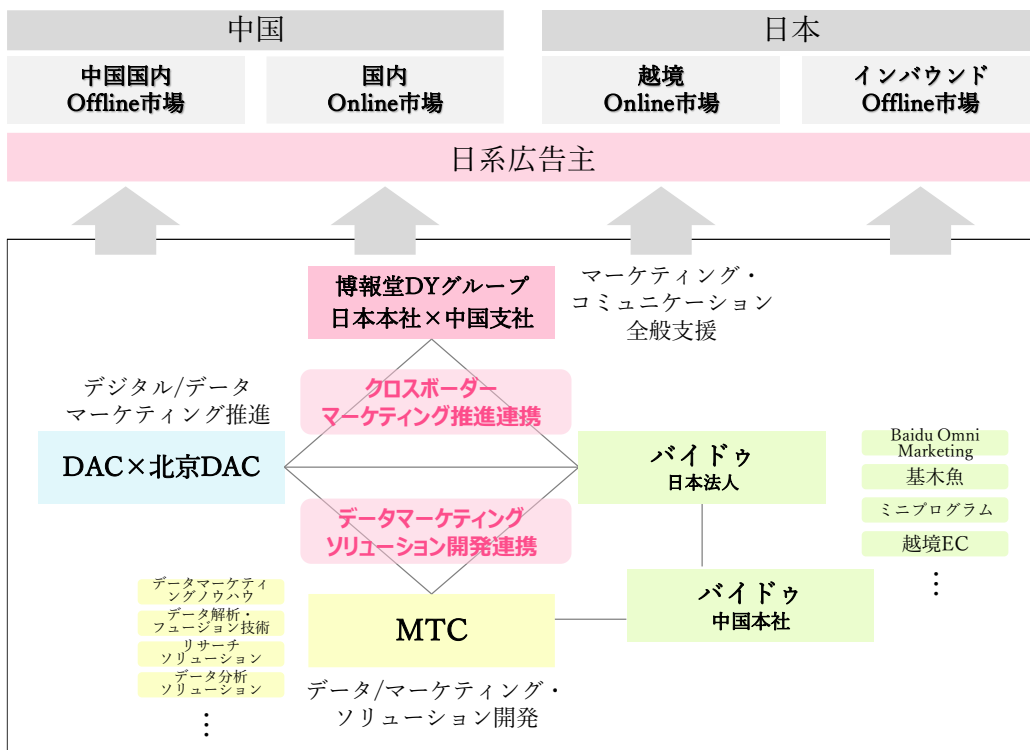 中国
日本
中国国内
Offline市場
国内
Online市場
越境
Online市場
インバウンド
Offline市場
日系広告主
博報堂DYグループ
日本本社×中国支社
マーケティング・
コミュニケーション
全般支援
デジタル/データ
マーケティング推進
クロスボーダー
マーケティング推進連携
DAC×北京DAC
バイドゥ
日本法人
Baidu Omni
Marketing
基木魚
ミニプログラム
越境EC
⋮
データマーケティング
ソリューション開発連携
データマーケティ
ングノウハウ
データ解析・
フュージョン技術
リサーチ
ソリューション
データ分析
ソリューション
⋮
MTC
バイドゥ
中国本社
データ/マーケティング・
ソリューション開発